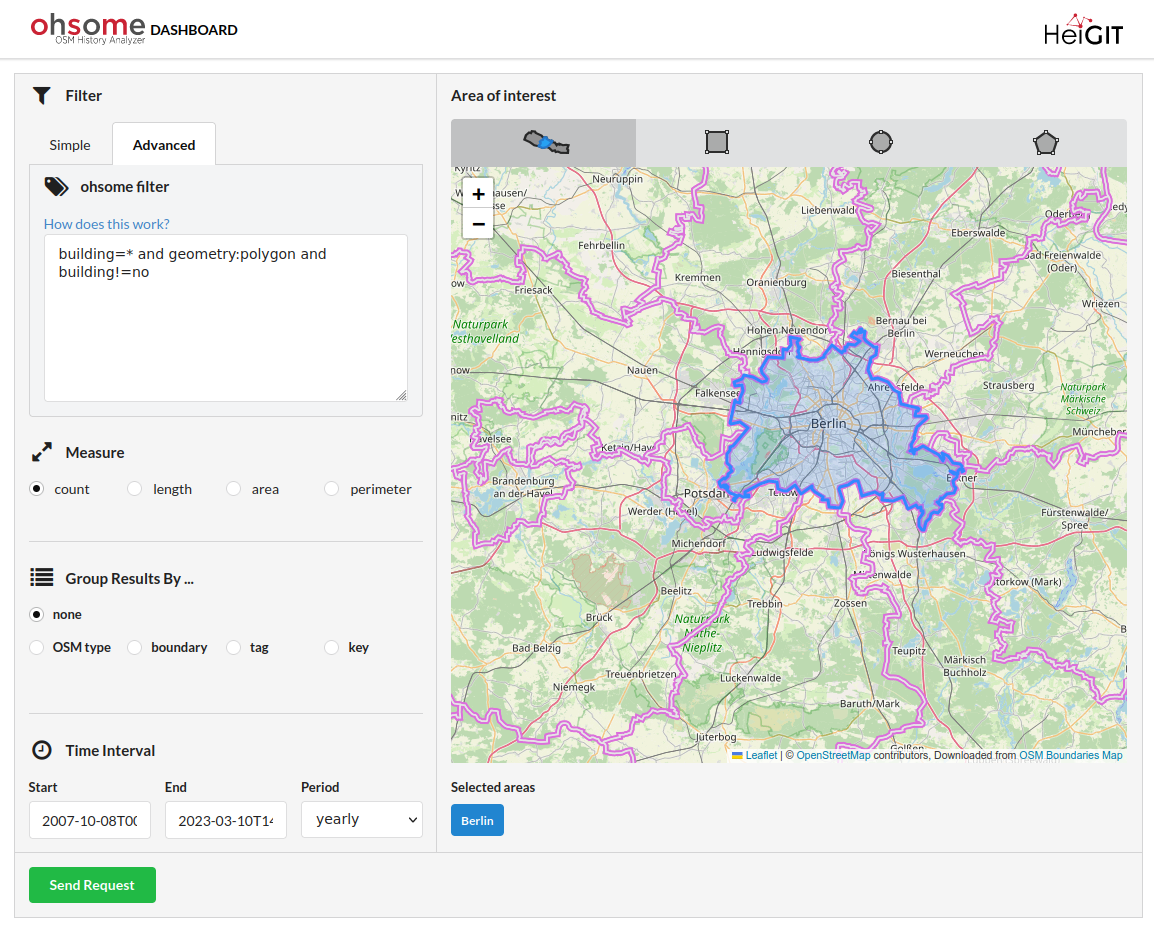 ohsome DASHBOARD
OSM History Analyzer
HeiGIT
Filter
Simple
Advanced
ohsome filter
How does this work?
building=* and geometry:polygon and
building!=no
Measure
count
length
area
perimeter
Group Results By ...
none
OSM type
boundary
tag
key
Time Interval
Start
End
Period
2007-10-08T0
2023-03-10T1
yearly
Send Request
Area of interest
+
−
Neuruppin
Liebenwalde
Eberswalde
Fehrbellin
Bad Freienwalde
(Oder)
Kremmen
Oranienburg
Biesenthal
Friesack
Wriezen
Naturpark
Bernau bei
Berlin
Hohen Neuendorf
Hennigsdorf
Werneuchen
Nauen
Strausberg
Falkensee
Ahrensfelde
Naturpark
Märkische
Schweiz
Berlin
Müncheberg
Ketzin/Havel
Erkner
Brandenburg
an der Havel
Potsdam
Teltow
Werder (Havel)
Fürstenwalde/
Spree
Michendorf
Ludwigsfelde
Königs Wusterhausen
Mittenwalde
Storkow (Mark)
Beelitz
Trebbin
Zossen
Brück
Naturpark
Nuthe-
Nieplitz
Bad Belzig
Teupitz
Märkisch
Buchholz
Treuenbrietzen
Luckenwalde
Niemegk
Baruth/Mark
Jüterbog
Golßen
Leaflet | © OpenStreetMap contributors, Downloaded from OSM Boundaries Map
Selected areas
Berlin